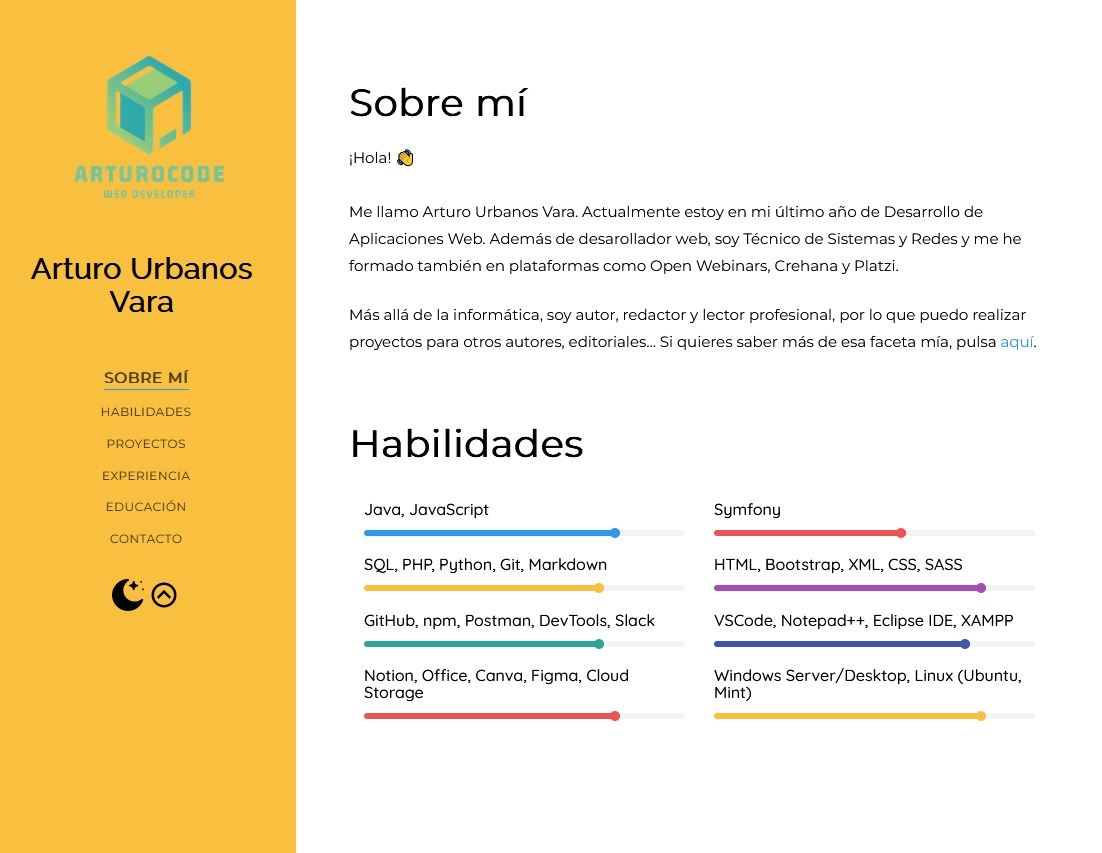 ARTUROCODE
WEB DEVELOPER
Arturo Urbanos
Vara
SOBRE MÍ
HABILIDADES
PROYECTOS
EXPERIENCIA
EDUCACIÓN
CONTACTO
Sobre mí
¡Hola! 👏
Me llamo Arturo Urbanos Vara. Actualmente estoy en mi último año de Desarrollo de
Aplicaciones Web. Además de desarollador web, soy Técnico de Sistemas y Redes y me he
formado también en plataformas como Open Webinars, Crehana y Platzi.
Más allá de la informática, soy autor, redactor y lector profesional, por lo que puedo realizar
proyectos para otros autores, editoriales... Si quieres saber más de esa faceta mía, pulsa aquí.
Habilidades
Java, JavaScript
Symfony
SQL, PHP, Python, Git, Markdown
HTML, Bootstrap, XML, CSS, SASS
GitHub, npm, Postman, DevTools, Slack
VSCode, Notepad++, Eclipse IDE, XAMPP
Notion, Office, Canva, Figma, Cloud
Storage
Windows Server/Desktop, Linux (Ubuntu,
Mint)